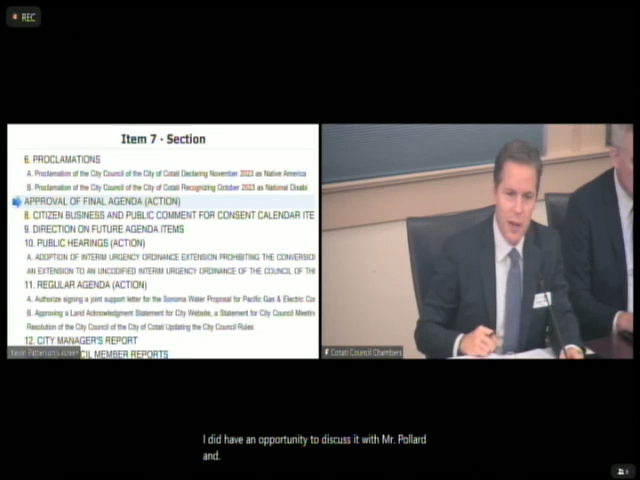 REC
Item 7 - Section
6. PROCLAMATIONS
A. Proclamation of the City Council of the City of Cotati Declaring November 2023 as Native America
B. Proclamation of the City Council of the City of Cotati Recognizing October 2023 as National Disabi
APPROVAL OF FINAL AGENDA (ACTION)
8. CITIZEN BUSINESS AND PUBLIC COMMENT FOR CONSENT CALENDAR ITE
9. DIRECTION ON FUTURE AGENDA ITEMS
10. PUBLIC HEARINGS (ACTION)
A. ADOPTION OF INTERIM URGENCY ORDINANCE EXTENSION PROHIBITING THE CONVERSION
AN EXTENSION TO AN UNCODIFIED INTERIM URGENCY ORDINANCE OF THE COUNCIL OF TH
11. REGULAR AGENDA (ACTION)
A. Authorize signing a joint support letter for the Sonoma Water Proposal for Pacific Gas & Electric Co
B. Approving a Land Acknowledgment Statement for City Website, a Statement for City Council Meetin
Resolution of the City Council of the City of Cotati Updating the City Council Rules
12. CITY MANAGER'S REPORT
CIL MEMBER REPORTS
Cotati Council Chambers
I did have an opportunity to discuss it with Mr. Pollard
and.